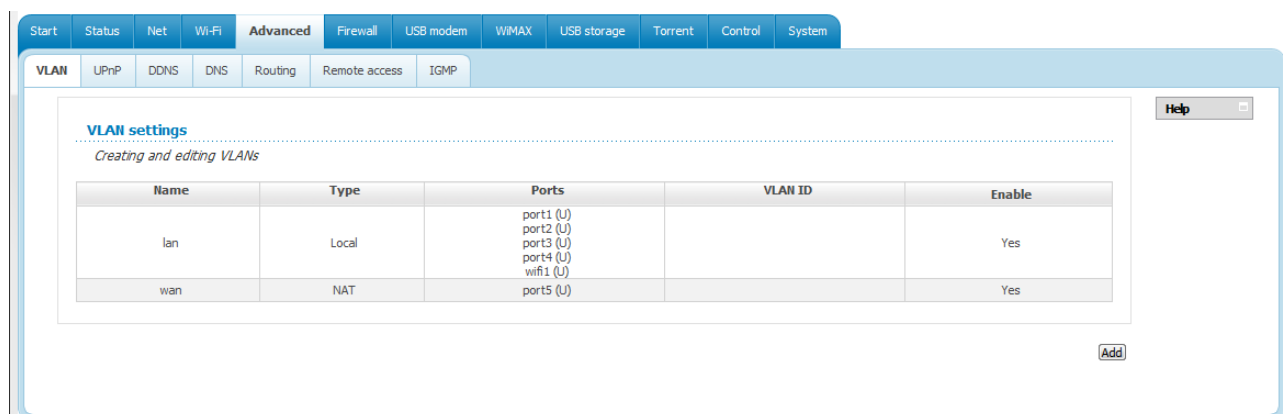 Start Status Net Wi-Fi Advanced Firewall USB modem WiMAX USB storage Torrent Control System
VLAN UPnP DDNS DNS Routing Remote access IGMP
Help
VLAN settings
Creating and editing VLANs
Name Type Ports VLAN ID Enable
port1 (U)
port2 (U)
lan Local port3 (U) Yes
port4 (U)
wifi1 (U)
wan NAT port5 (U) Yes
Add